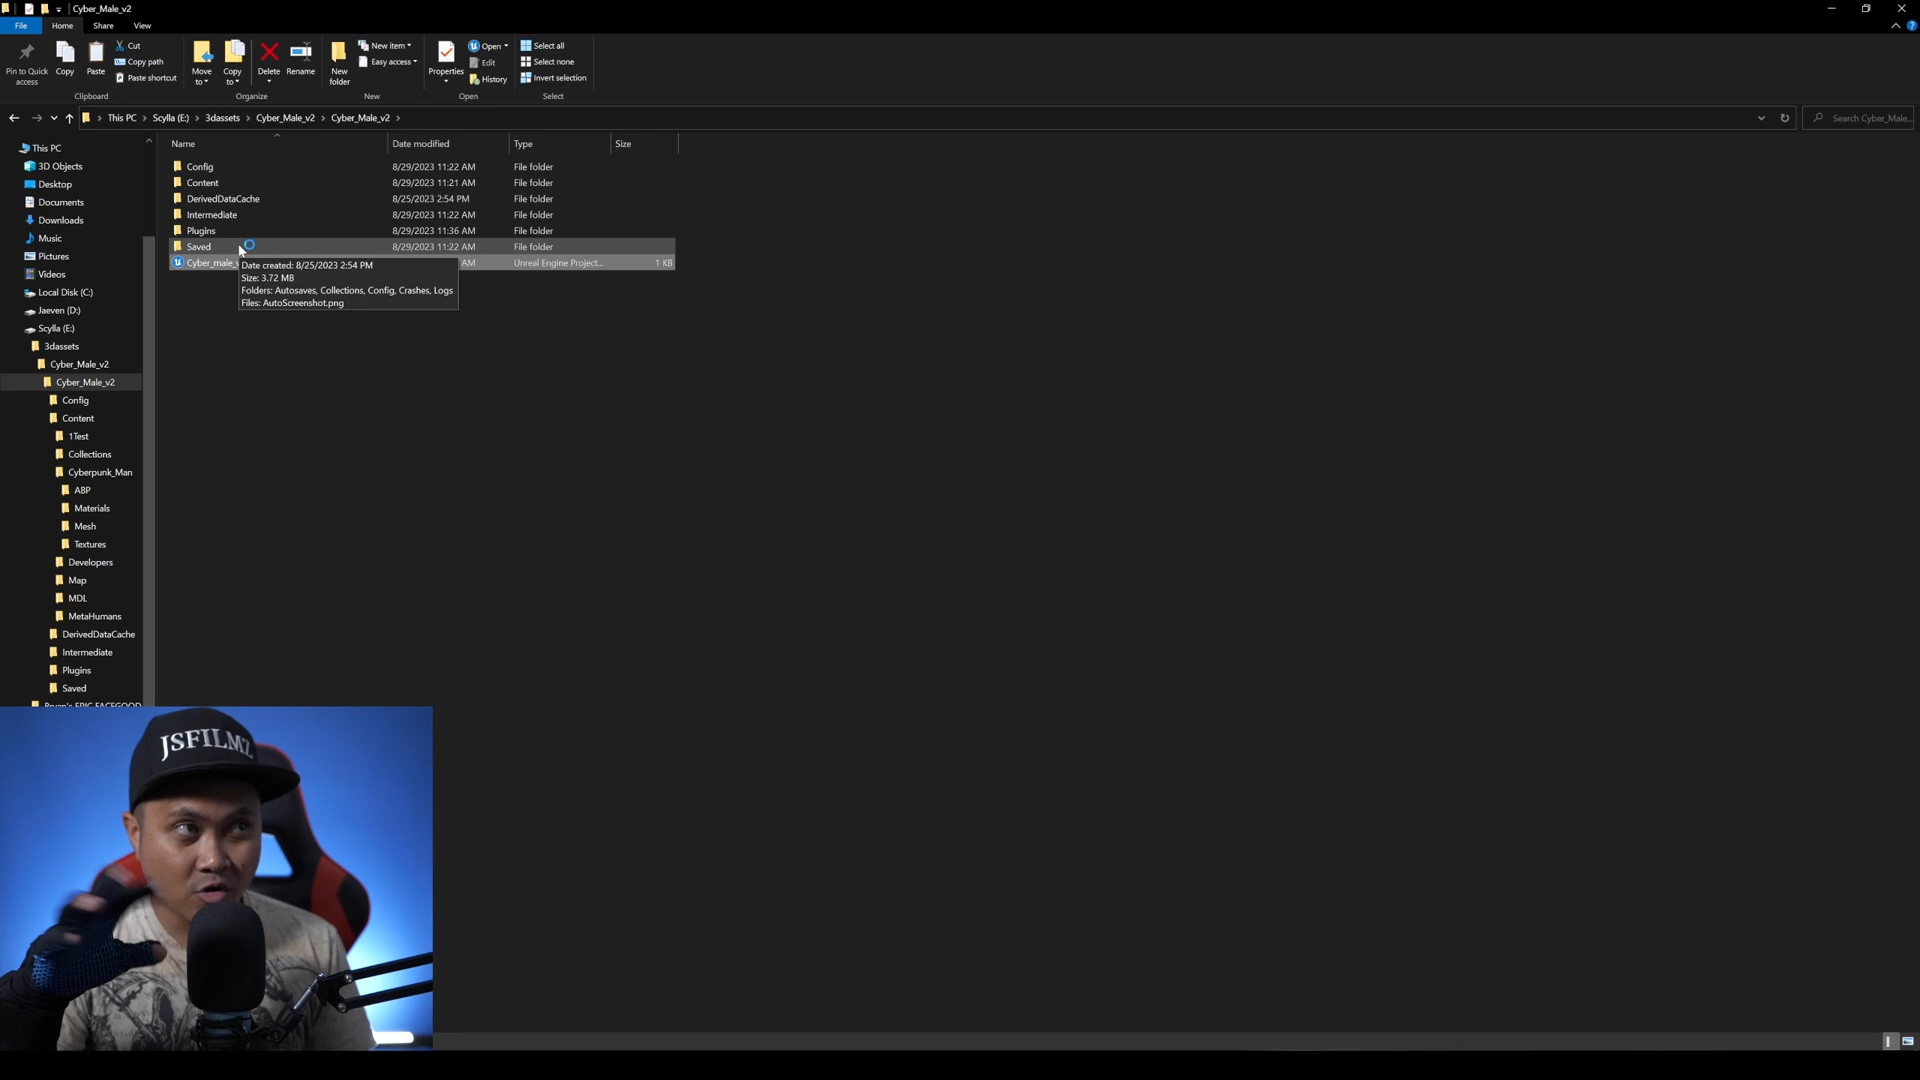 Cyber_Male_v2
File
Home
Share
View
Pin to Quick access
Copy
Paste
Cut
Copy path
Paste shortcut
Clipboard
Move to
Copy to
Delete
Rename
Organize
New folder
New item
Easy access
New
Properties
Open
Edit
History
Open
Select all
Select none
Invert selection
Select
This PC
Scylla (E:)
3dassets
Cyber_Male_v2
Cyber_Male_v2
Search Cyber_Male...
Name
Date modified
Type
Size
Config 8/29/2023 11:22 AM File folder
Content 8/29/2023 11:21 AM File folder
DerivedDataCache 8/25/2023 2:54 PM File folder
Intermediate 8/29/2023 11:22 AM File folder
Plugins 8/29/2023 11:36 AM File folder
Saved 8/29/2023 11:22 AM File folder
AM Unreal Engine Project... 1 KB
Date created: 8/25/2023 2:54 PM
Size: 3.72 MB
Folders: Autosaves, Collections, Config, Crashes, Logs
Files: AutoScreenshot.png
This PC
3D Objects
Desktop
Documents
Downloads
Music
Pictures
Videos
Local Disk (C:)
Jaeven (D:)
Scylla (E:)
3dassets
Cyber_Male_v2
Cyber_Male_v2
Config
Content
1Test
Collections
Cyberpunk_Man
ABP
Materials
Mesh
Textures
Developers
Map
MDL
MetaHumans
DerivedDataCache
Intermediate
Plugins
Saved
JSFILMZ